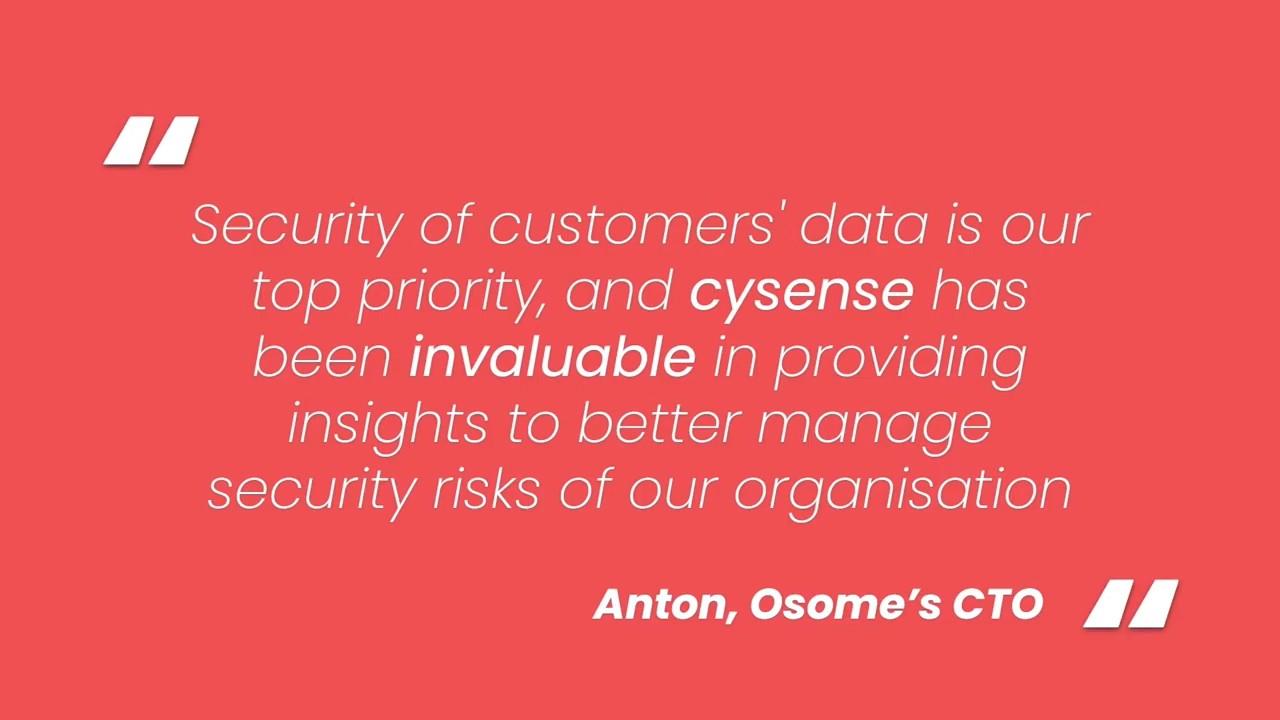 Security of customers' data is our
top priority, and cysense has
been invaluable in providing
insights to better manage
security risks of our organisation
Anton, Osome’s CTO